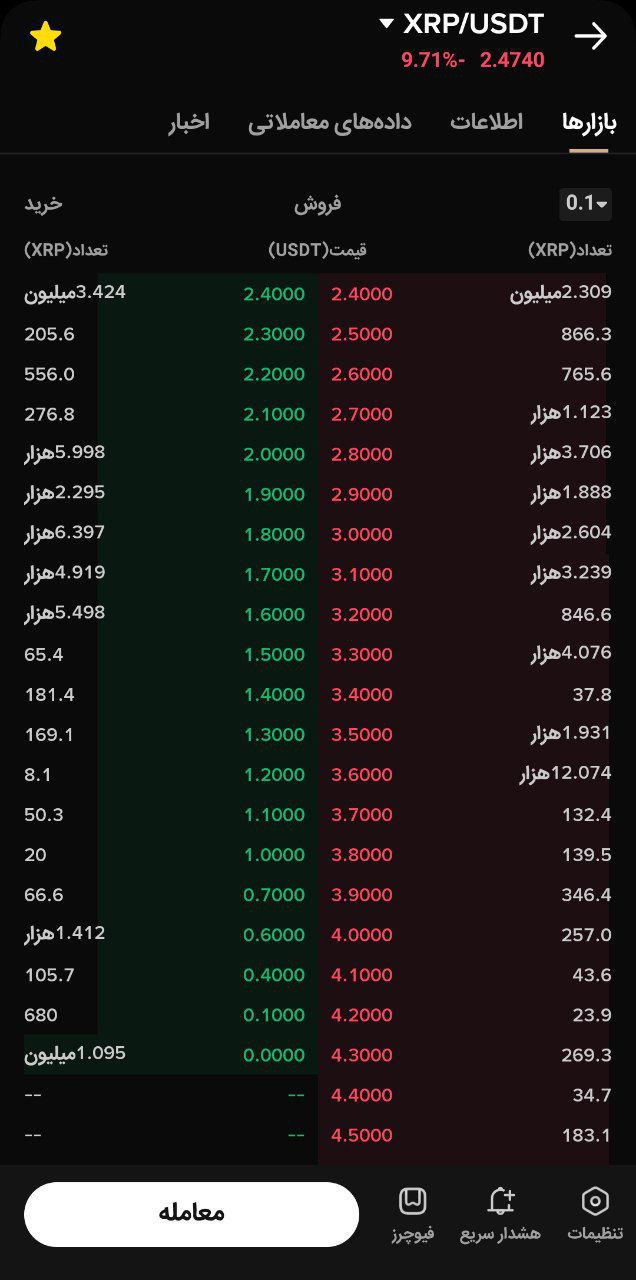 XRP/USDT
2.4740 -9.71%
بازارها اطلاعات داده‌های معاملاتی اخبار
0.1 فروش خرید
تعداد(XRP) قیمت(USDT) تعداد(XRP)
3.424میلیون 2.4000 2.4000 2.309میلیون
205.6 2.3000 2.5000 866.3
556.0 2.2000 2.6000 765.6
276.8 2.1000 2.7000 1.123هزار
5.998هزار 2.0000 2.8000 3.706هزار
2.295هزار 1.9000 2.9000 1.888هزار
6.397هزار 1.8000 3.0000 2.604هزار
4.919هزار 1.7000 3.1000 3.239هزار
5.498هزار 1.6000 3.2000 846.6
65.4 1.5000 3.3000 4.076هزار
181.4 1.4000 3.4000 37.8
169.1 1.3000 3.5000 1.931هزار
8.1 1.2000 3.6000 12.074هزار
50.3 1.1000 3.7000 132.4
20 1.0000 3.8000 139.5
66.6 0.7000 3.9000 346.4
1.412هزار 0.6000 4.0000 257.0
105.7 0.4000 4.1000 43.6
680 0.1000 4.2000 23.9
1.095میلیون 0.0000 4.3000 269.3
-- -- 4.4000 34.7
-- -- 4.5000 183.1
معامله
تنظیمات هشدار سریع فیوچرز